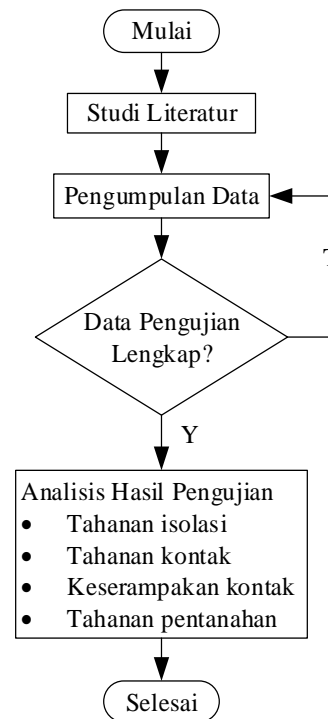 Mulai
Studi Literatur
Pengumpulan Data
T
Data Pengujian
Lengkap?
Y
Analisis Hasil Pengujian
• Tahanan isolasi
• Tahanan kontak
• Keserampakan kontak
• Tahanan pentanahan
Selesai